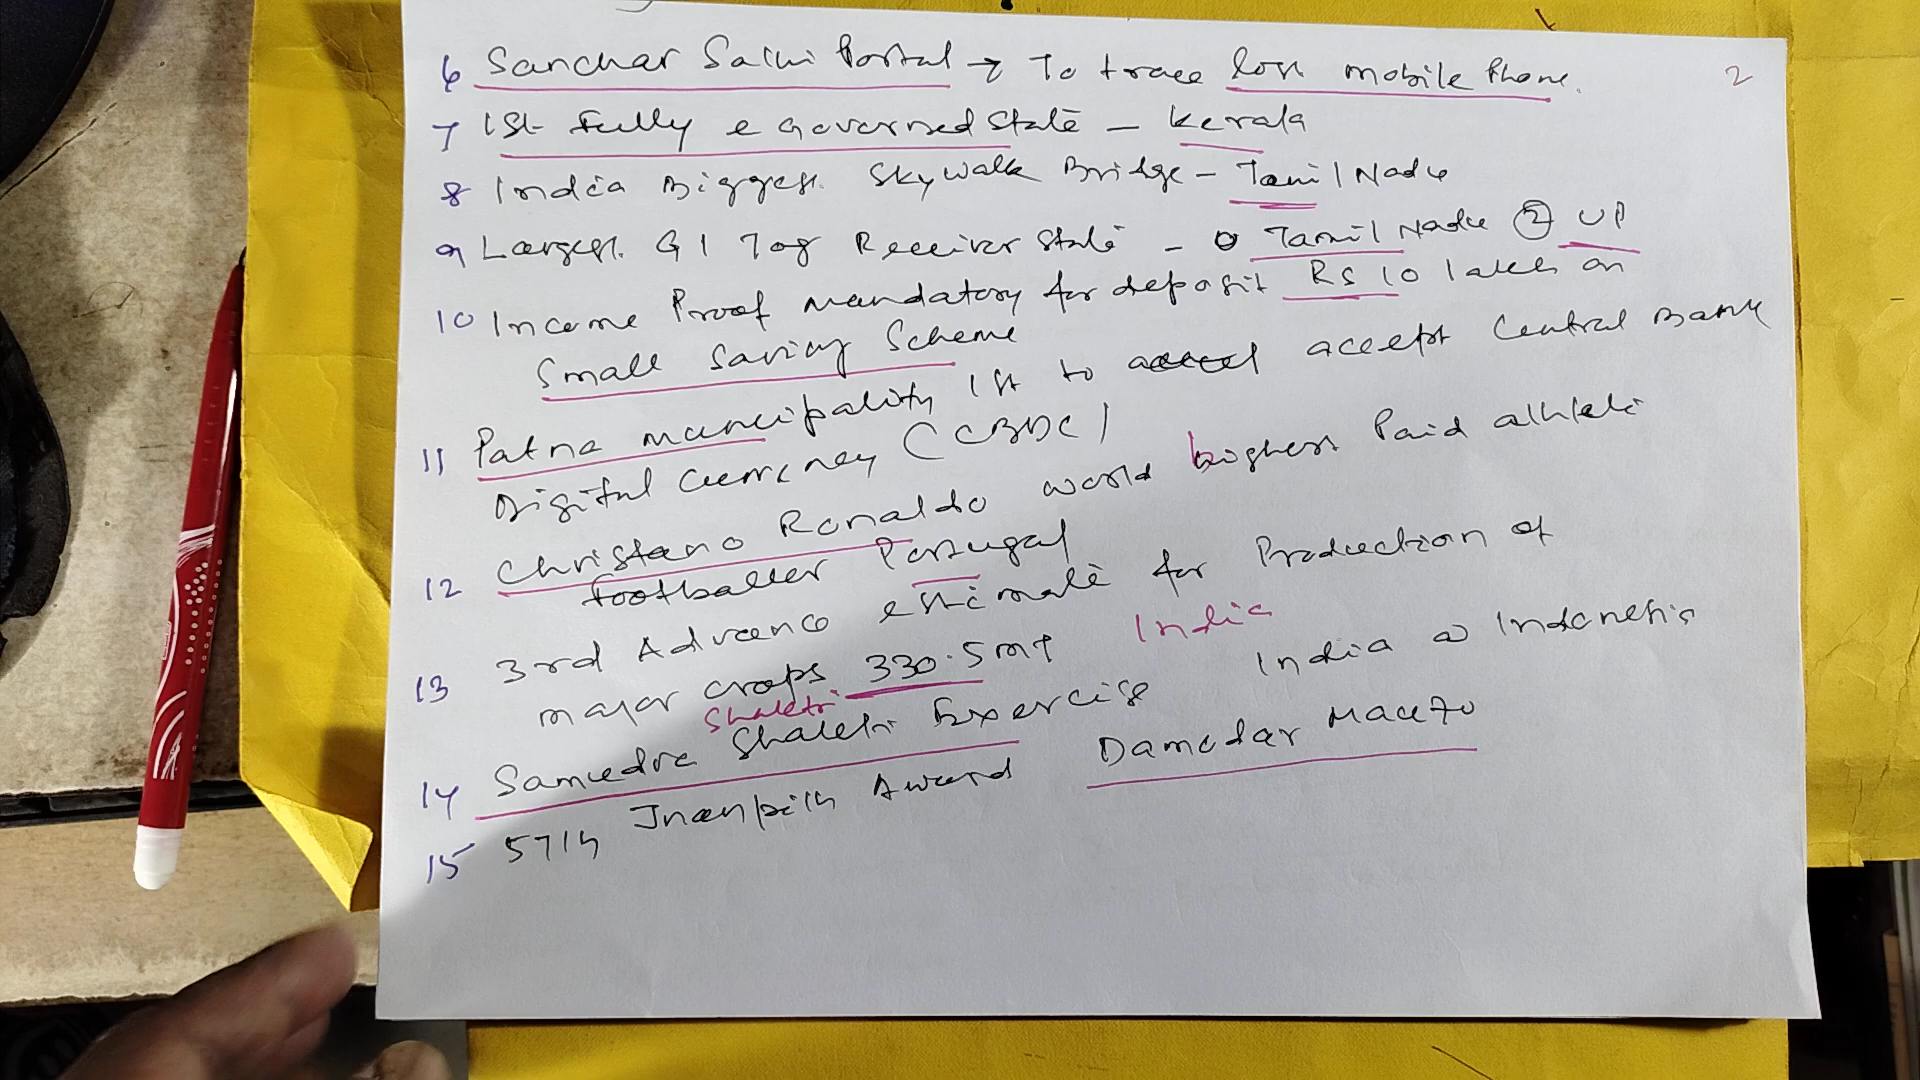 2
6 Sanchar Sathi Portal → To trace lost mobile Phone.
7 1st fully e Governed State - Kerala
8 India Biggest Skywalk Bridge - Tamil Nadu
9 Largest GI Tag Receiver State - ① Tamil Nadu ② UP
10 Income Proof mandatory for deposit Rs 10 lakh on
Small Saving Scheme
11 Patna municipality 1st to accept Central Bank
Digital Currency (CBDC)
12 Christano Ronaldo world highest Paid athlete
footballer Portugal
13 3rd Advance estimate for Production of
major crops 330.5mt India
Shakti
14 Samudra Shakti Exercise India & Indonesia
15 57th Jnanpith Award Damodar Mauzo